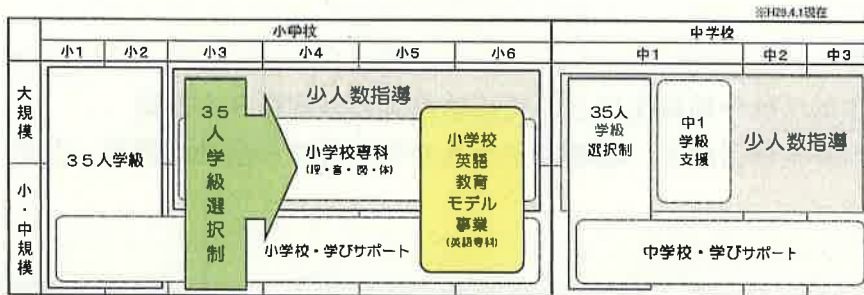 ※H29.4.1現在
小学校
中学校
小1
小2
小3
小4
小5
小6
中1
中2
中3
大規模
小・中規模
35人学級
35人学級選択制
少人数指導
小学校専科
(理・音・図・体)
小学校
英語
教育
モデル
事業
(英語専科)
小学校・学びサポート
35人
学級
選択制
中1
学級
支援
少人数指導
中学校・学びサポート